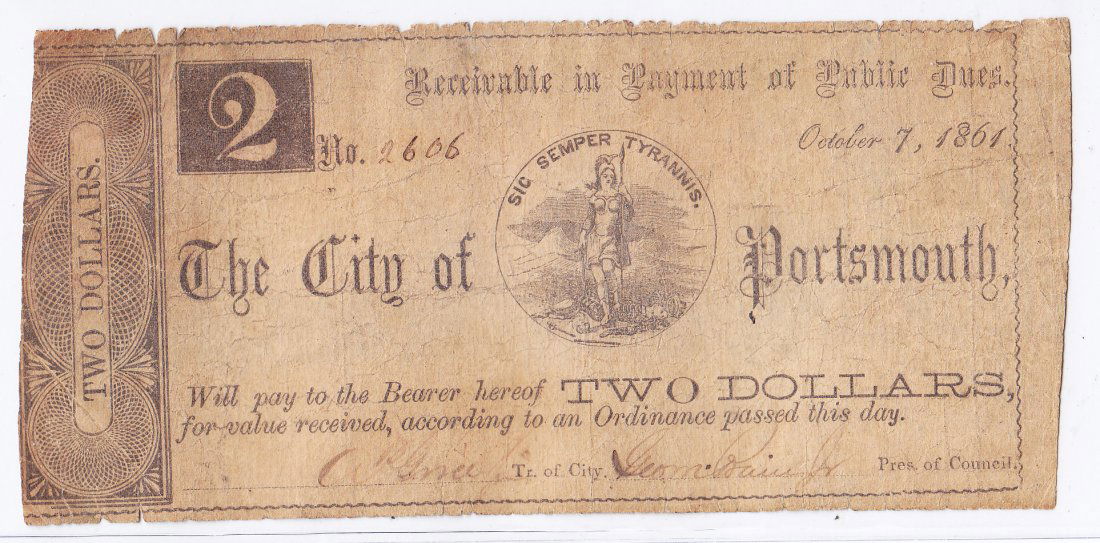 Receivable in Payment of Public Dues.
2
No. 2606
October 7, 1861
SIC SEMPER TYRANNIS.
The City of Portsmouth,
Will pay to the Bearer hereof TWO DOLLARS,
for value received, according to an Ordinance passed this day.
Tr. of City.
Pres. of Council.
TWO DOLLARS.